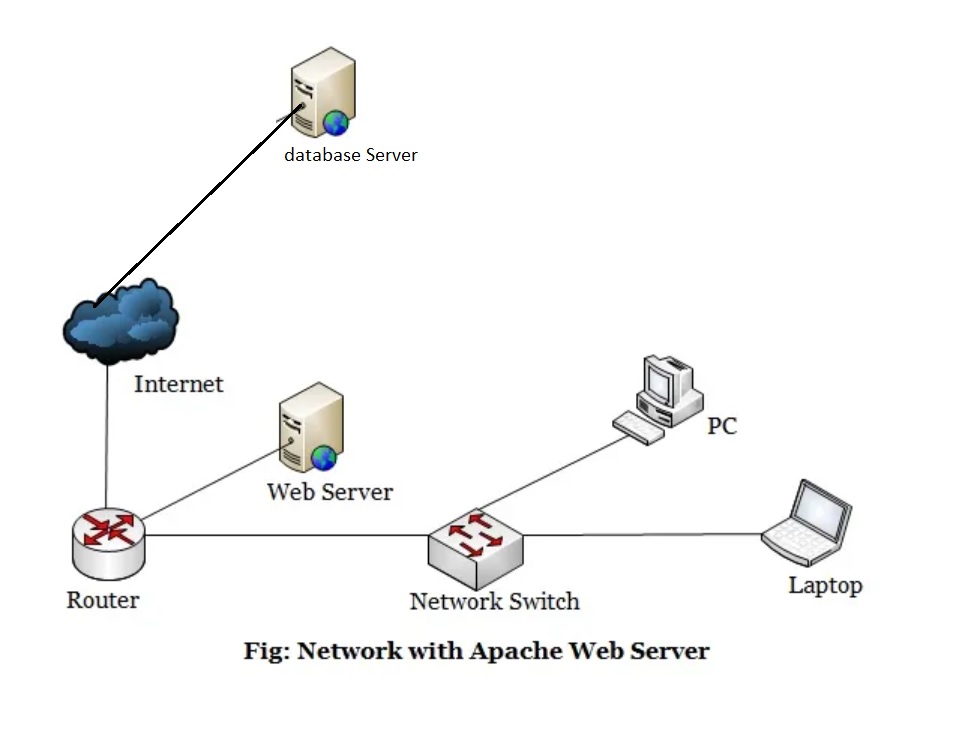 database Server
Internet
Web Server
PC
Router
Network Switch
Laptop
Fig: Network with Apache Web Server